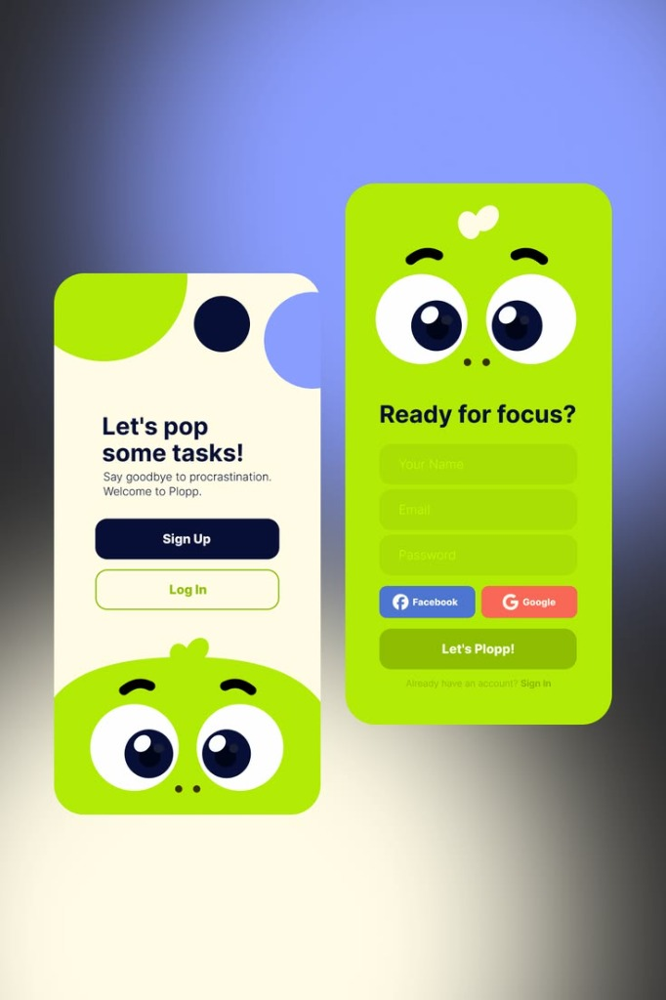 Let's pop
some tasks!
Say goodbye to procrastination.
Welcome to Plopp.
Sign Up
Log In
Ready for focus?
Your Name
Email
Password
Facebook
Google
Let's Plopp!
Already have an account? Sign In